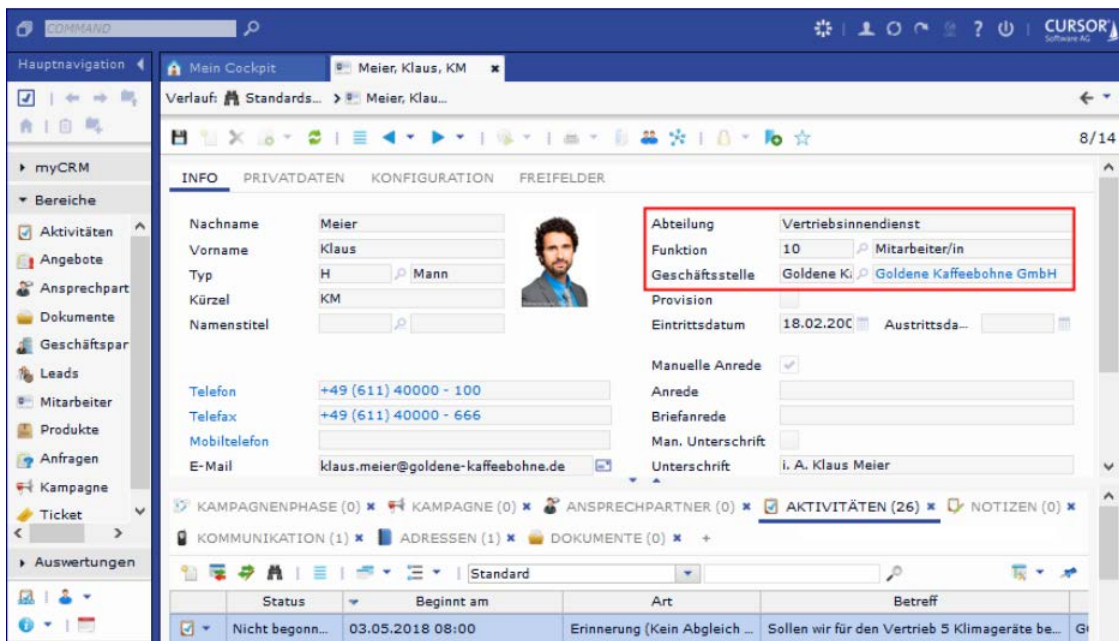 COMMAND
CURSOR
Software AG
Hauptnavigation
Mein Cockpit
Meier, Klaus, KM
Verlauf: Standards... > Meier, Klau...
8/14
myCRM
Bereiche
Aktivitäten
Angebote
Ansprechpart
Dokumente
Geschäftspar
Leads
Mitarbeiter
Produkte
Anfragen
Kampagne
Ticket
Auswertungen
INFO PRIVATDATEN KONFIGURATION FREIFELDER
Nachname Meier
Vorname Klaus
Typ H Mann
Kürzel KM
Namenstitel
Telefon +49 (611) 40000 - 100
Telefax +49 (611) 40000 - 666
Mobiltelefon
E-Mail klaus.meier@goldene-kaffeebohne.de
Abteilung Vertriebsinnendienst
Funktion 10 Mitarbeiter/in
Geschäftsstelle Goldene Ka Goldene Kaffeebohne GmbH
Provision
Eintrittsdatum 18.02.200 Austrittsda...
Manuelle Anrede
Anrede
Briefanrede
Man. Unterschrift
Unterschrift i. A. Klaus Meier
KAMPAGNENPHASE (0) KAMPAGNE (0) ANSPRECHPARTNER (0) AKTIVITÄTEN (26) NOTIZEN (0)
KOMMUNIKATION (1) ADRESSEN (1) DOKUMENTE (0) +
Standard
Status Beginnt am Art Betreff
Nicht begonn... 03.05.2018 08:00 Erinnerung (Kein Abgleich ... Sollen wir für den Vertrieb 5 Klimageräte be...